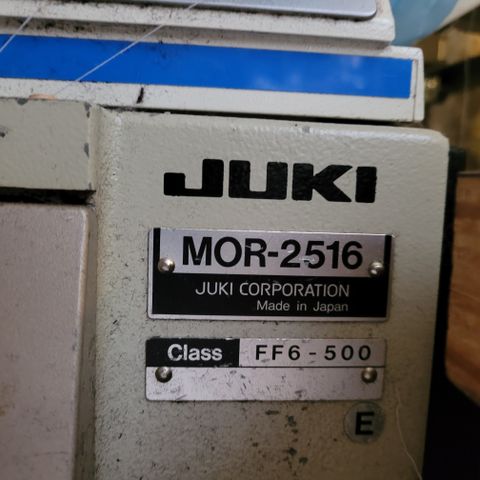 JUKI
MOR-2516
JUKI CORPORATION
Made in Japan
Class FF6-500
E